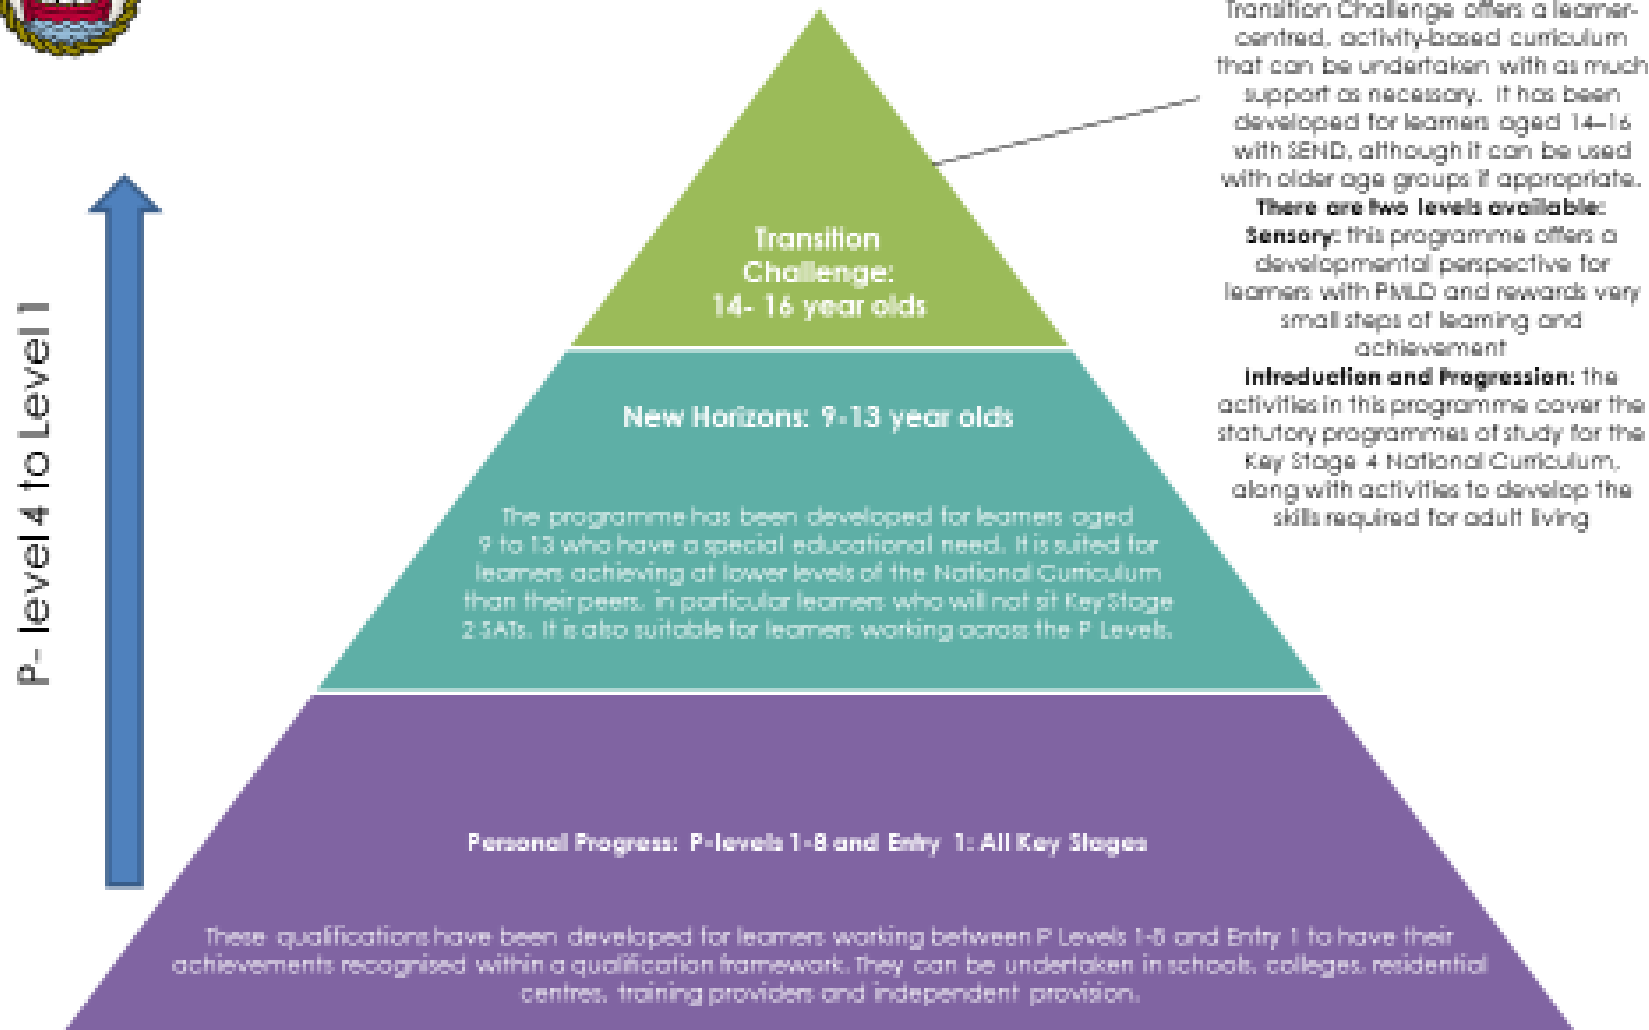 Transition Challenge offers a learner-
centred, activity-based curriculum
that can be undertaken with as much
support as necessary. It has been
developed for learners aged 14–16
with SEND, although it can be used
with older age groups if appropriate.
There are two levels available:
Sensory: this programme offers a
developmental perspective for
learners with PMLD and rewards very
small steps of learning and
achievement
Introduction and Progression: the
activities in this programme cover the
statutory programmes of study for the
Key Stage 4 National Curriculum,
along with activities to develop the
skills required for adult living
P- level 4 to Level 1
Transition
Challenge:
14- 16 year olds
New Horizons: 9-13 year olds
The programme has been developed for learners aged
9 to 13 who have a special educational need. It is suited for
learners achieving at lower levels of the National Curriculum
than their peers, in particular learners who will not sit Key Stage
2 SATs. It is also suitable for learners working across the P Levels.
Personal Progress: P-levels 1-8 and Entry 1: All Key Stages
These qualifications have been developed for learners working between P Levels 1-8 and Entry 1 to have their
achievements recognised within a qualification framework. They can be undertaken in schools, colleges, residential
centres, training providers and independent provision.